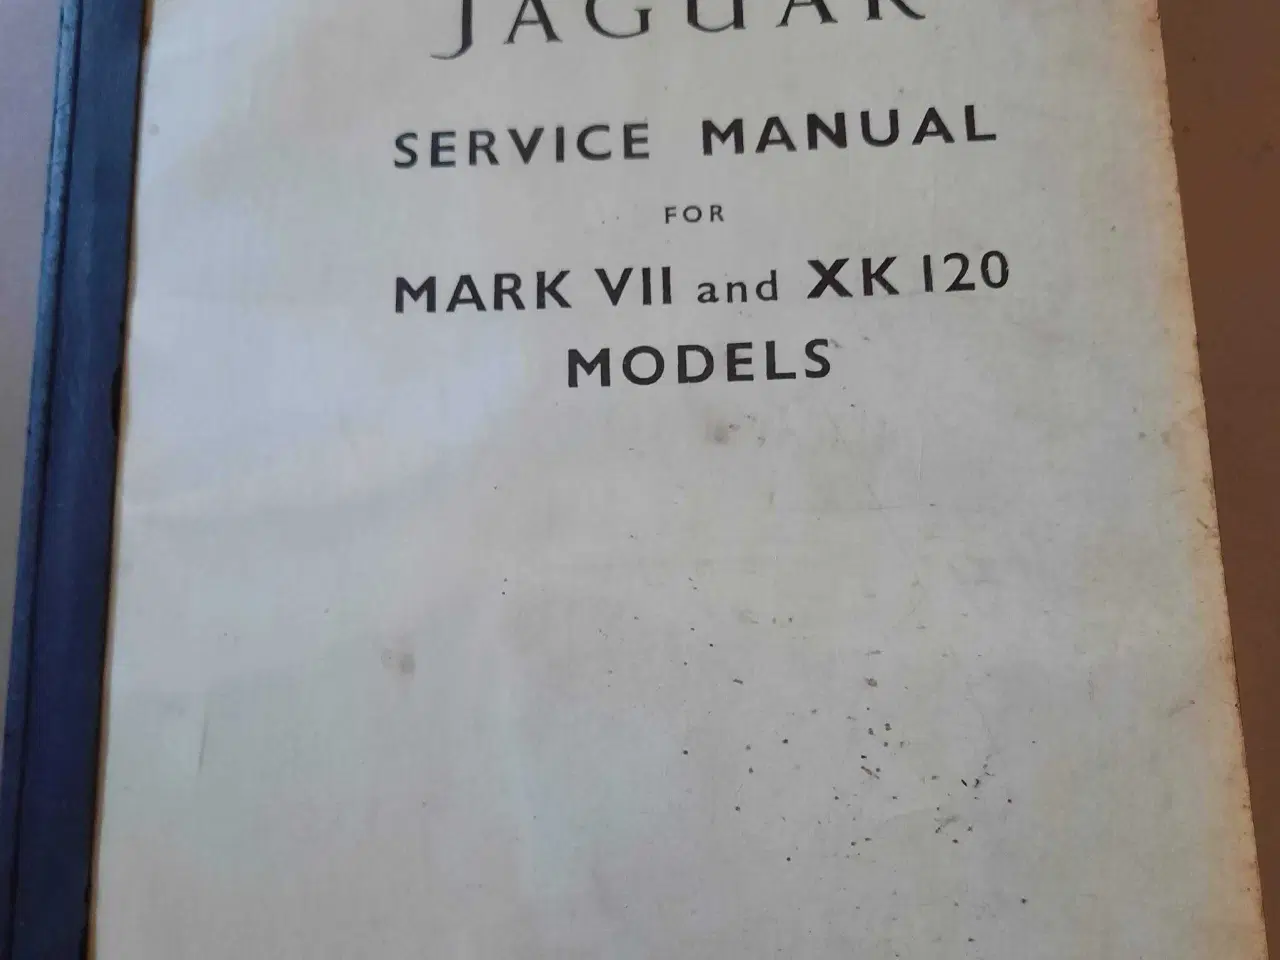 JAGUAR
SERVICE MANUAL
FOR
MARK VII and XK 120
MODELS